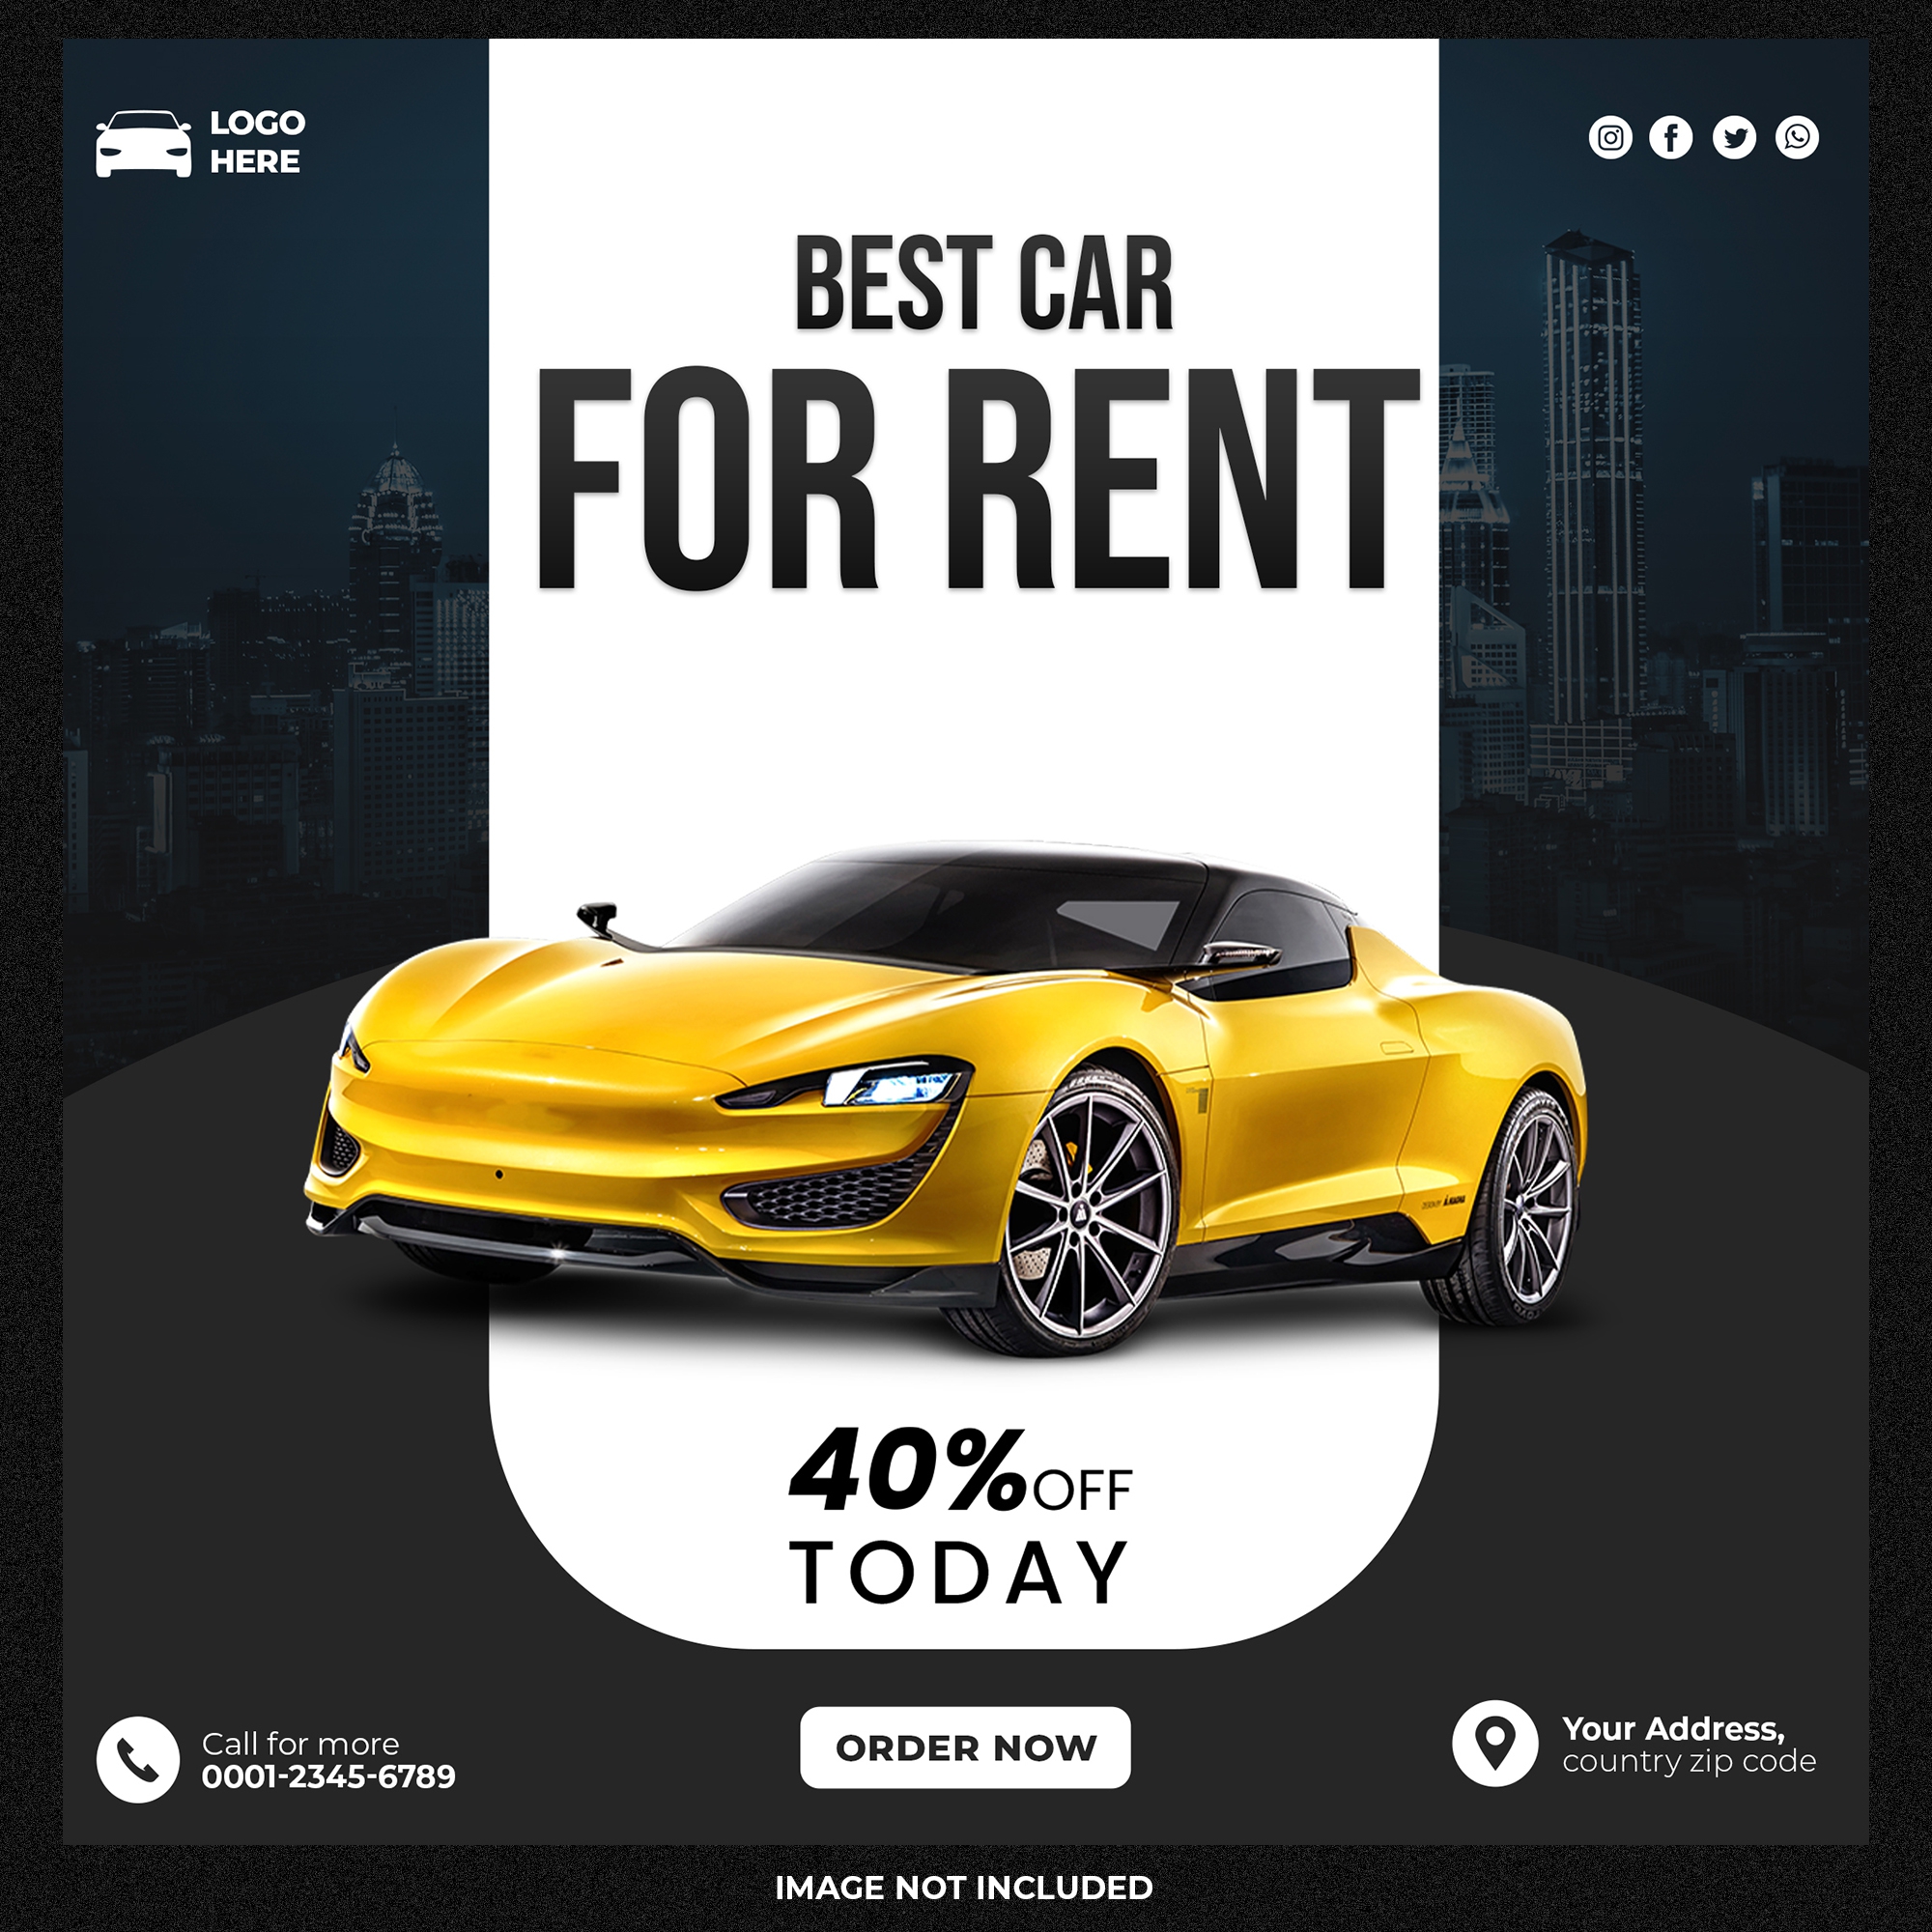 LOGO
HERE
BEST CAR
FOR RENT
40%OFF
TODAY
Call for more
0001-2345-6789
ORDER NOW
Your Address,
country zip code
IMAGE NOT INCLUDED